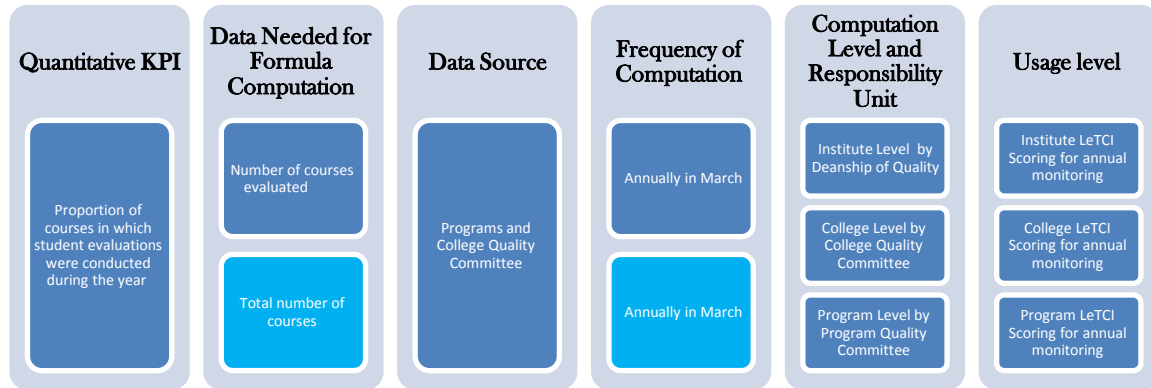 Quantitative KPI
Proportion of
courses in which
student evaluations
were conducted
during the year
Data Needed for
Formula
Computation
Number of courses
evaluated
Total number of
courses
Data Source
Programs and
College Quality
Committee
Frequency of
Computation
Annually in March
Annually in March
Computation
Level and
Responsibility
Unit
Institute Level by
Deanship of Quality
College Level by
College Quality
Committee
Program Level by
Program Quality
Committee
Usage level
Institute LeTCI
Scoring for annual
monitoring
College LeTCI
Scoring for annual
monitoring
Program LeTCI
Scoring for annual
monitoring